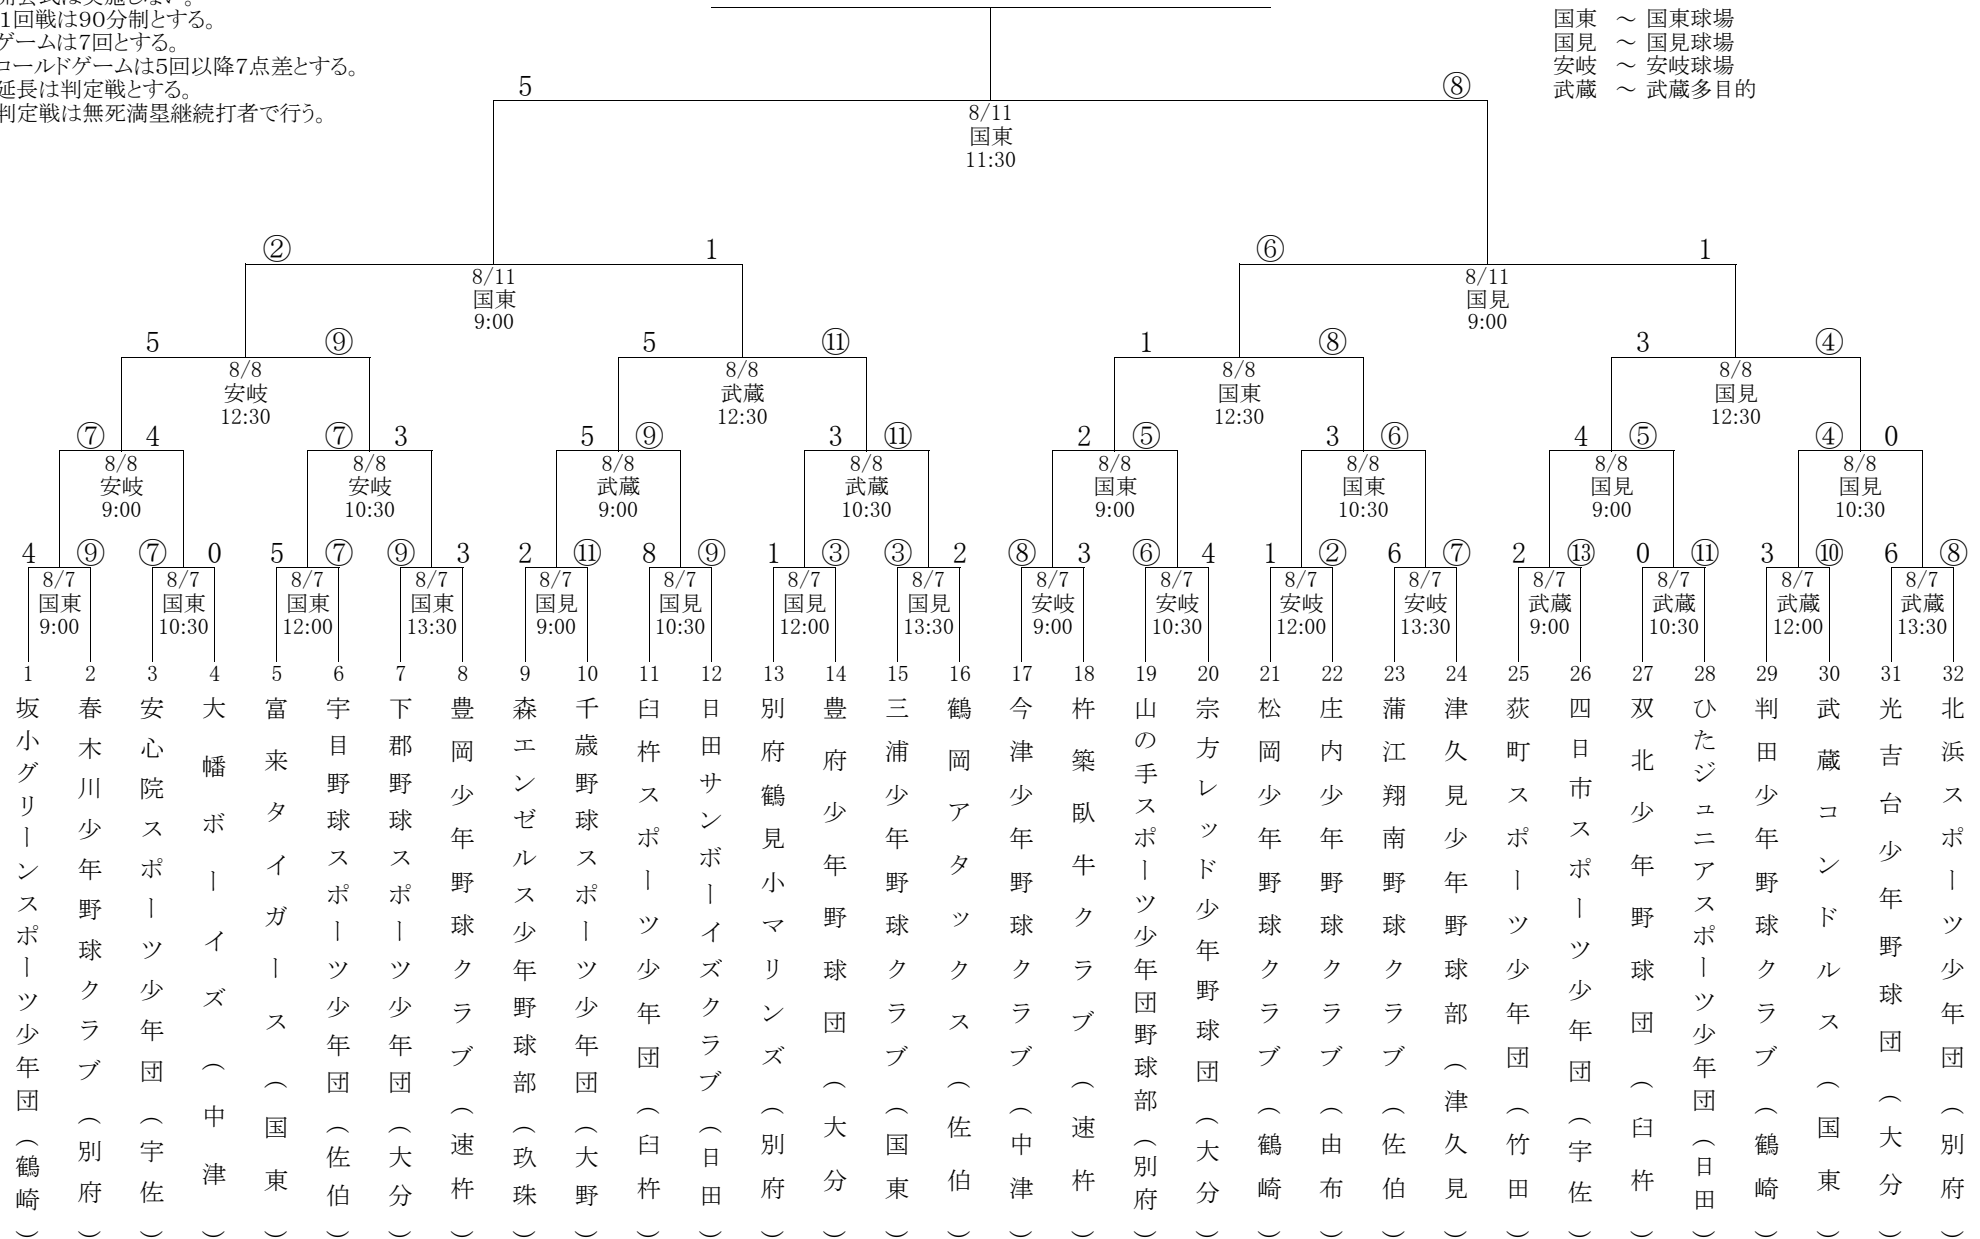 1回戦は90分制とする。
ゲームは7回とする。
コールドゲームは5回以降7点差とする。
延長は判定戦とする。
判定戦は無死満塁継続打者で行う。
国東 ～ 国東球場
国見 ～ 国見球場
安岐 ～ 安岐球場
武蔵 ～ 武蔵多目的
5 ⑧
8/11
国東
11:30
② 1 ⑥ 1
8/11 8/11
国東 国見
9:00 9:00
5 ⑨ 5 ⑪ 1 ⑧ 3 ④
8/8 8/8 8/8 8/8
安岐 武蔵 国東 国見
12:30 12:30 12:30 12:30
⑦ 4 ⑦ 3 5 ⑨ 3 ⑪ 2 ⑤ 3 ⑥ 4 ⑤ ④ 0
8/8 8/8 8/8 8/8 8/8 8/8 8/8 8/8
安岐 安岐 武蔵 武蔵 国東 国東 国見 国見
9:00 10:30 9:00 10:30 9:00 10:30 9:00 10:30
4 ⑨ ⑦ 0 5 ⑦ ⑨ 3 2 ⑪ 8 ⑨ 1 ③ ③ 2 ⑧ 3 ⑥ 4 1 ② 6 ⑦ 2 ⑬ 0 ⑪ 3 ⑩ 6 ⑧
8/7 8/7 8/7 8/7 8/7 8/7 8/7 8/7 8/7 8/7 8/7 8/7 8/7 8/7 8/7 8/7
国東 国東 国東 国東 国見 国見 国見 国見 安岐 安岐 安岐 安岐 武蔵 武蔵 武蔵 武蔵
9:00 10:30 12:00 13:30 9:00 10:30 12:00 13:30 9:00 10:30 12:00 13:30 9:00 10:30 12:00 13:30
1 2 3 4 5 6 7 8 9 10 11 12 13 14 15 16 17 18 19 20 21 22 23 24 25 26 27 28 29 30 31 32
坂小グリーンスポーツ少年団（鶴崎）
春木川少年野球クラブ（別府）
安心院スポーツ少年団（宇佐）
大幡ボーイズ（中津）
富来タイガース（国東）
宇目野球スポーツ少年団（佐伯）
下郡野球スポーツ少年団（大分）
豊岡少年野球クラブ（速杵）
森エンゼルス少年野球部（玖珠）
千歳野球スポーツ少年団（大野）
臼杵スポーツ少年団（臼杵）
日田サンボーイズクラブ（日田）
別府鶴見小マリンズ（別府）
豊府少年野球団（大分）
三浦少年野球クラブ（国東）
鶴岡アタックス（佐伯）
今津少年野球クラブ（中津）
杵築臥牛クラブ（速杵）
山の手スポーツ少年団野球部（別府）
宗方レッド少年野球団（大分）
松岡少年野球クラブ（鶴崎）
庄内少年野球クラブ（由布）
蒲江翔南野球クラブ（佐伯）
津久見少年野球部（津久見）
荻町スポーツ少年団（竹田）
四日市スポーツ少年団（宇佐）
双北少年野球団（臼杵）
ひたジュニアスポーツ少年団（日田）
判田少年野球クラブ（鶴崎）
武蔵コンドルス（国東）
光吉台少年野球団（大分）
北浜スポーツ少年団（別府）